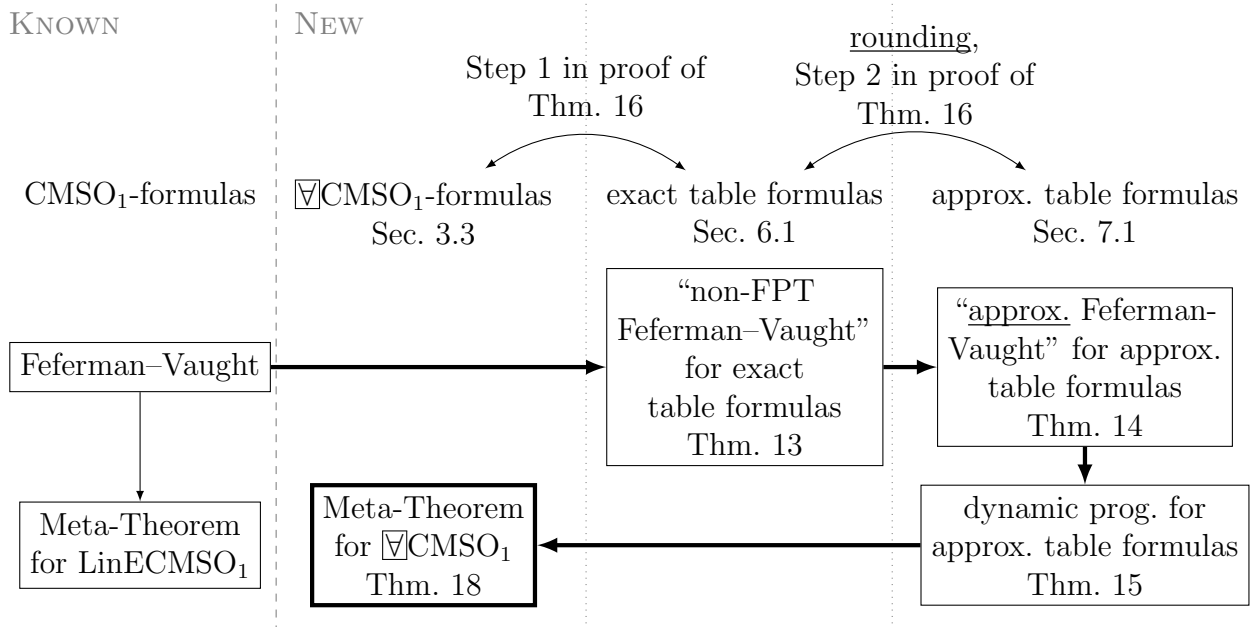 KNOWN
NEW
Step 1 in proof of
Thm. 16
rounding,
Step 2 in proof of
Thm. 16
CMSO₁-formulas
∀CMSO₁-formulas
Sec. 3.3
exact table formulas
Sec. 6.1
approx. table formulas
Sec. 7.1
Feferman–Vaught
“non-FPT
Feferman–Vaught”
for exact
table formulas
Thm. 13
“approx. Feferman-
Vaught” for approx.
table formulas
Thm. 14
Meta-Theorem
for LinECMSO₁
Meta-Theorem
for ∀CMSO₁
Thm. 18
dynamic prog. for
approx. table formulas
Thm. 15